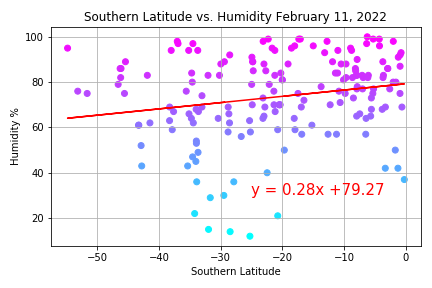 Southern Latitude vs. Humidity February 11, 2022
100
80
60
40
20
Humidity %
y = 0.28x +79.27
−50
−40
−30
−20
−10
0
Southern Latitude